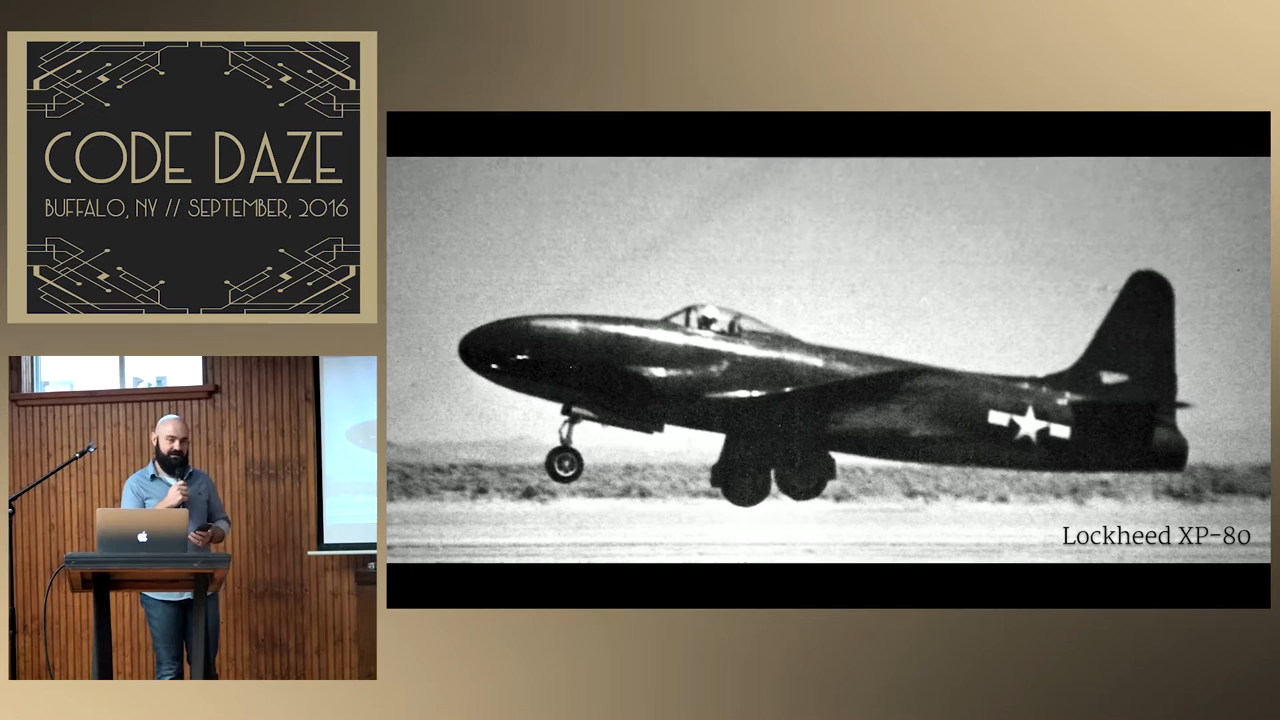 CODE DAZE
BUFFALO, NY // SEPTEMBER, 2016
Lockheed XP-80